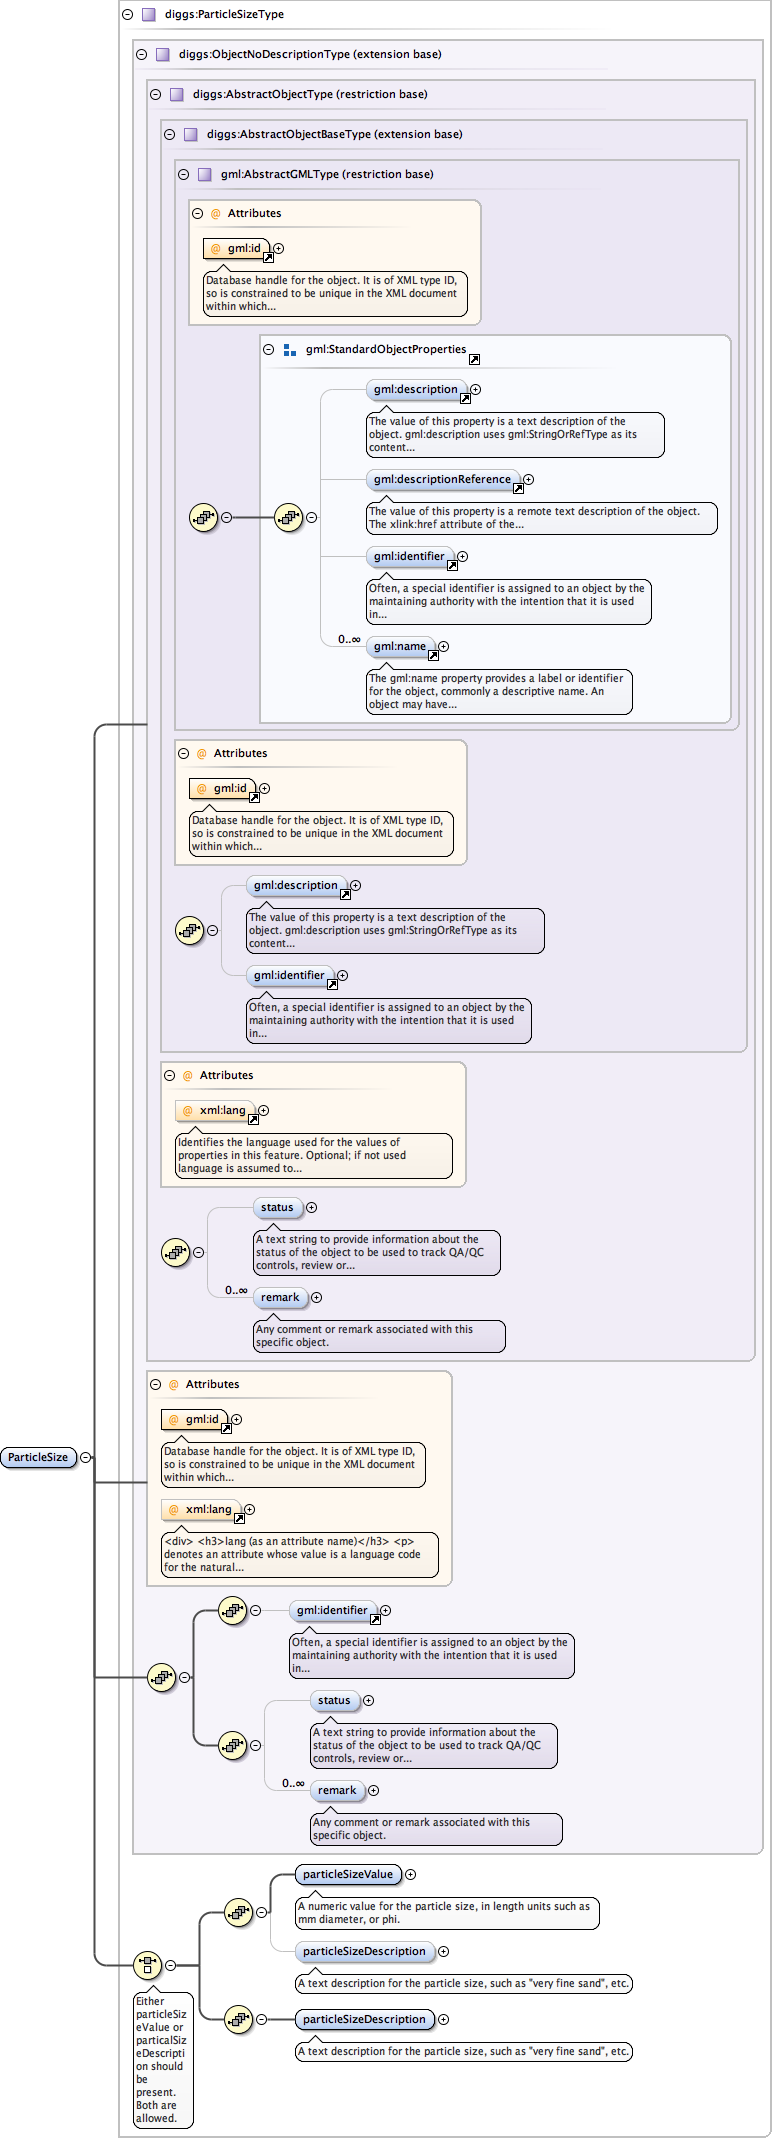 diggs:ParticleSizeType
diggs:ObjectNoDescriptionType (extension base)
diggs:AbstractObjectType (restriction base)
diggs:AbstractObjectBaseType (extension base)
gml:AbstractGMLType (restriction base)
@ Attributes
@ gml:id
Database handle for the object. It is of XML type ID,
so is constrained to be unique in the XML document
within which...
gml:StandardObjectProperties
gml:description
The value of this property is a text description of the
object. gml:description uses gml:StringOrRefType as its
content...
gml:descriptionReference
The value of this property is a remote text description of the object.
The xlink:href attribute of the...
gml:identifier
Often, a special identifier is assigned to an object by the
maintaining authority with the intention that it is used
in...
0..∞
gml:name
The gml:name property provides a label or identifier
for the object, commonly a descriptive name. An
object may have...
@ Attributes
@ gml:id
Database handle for the object. It is of XML type ID,
so is constrained to be unique in the XML document
within which...
gml:description
The value of this property is a text description of the
object. gml:description uses gml:StringOrRefType as its
content...
gml:identifier
Often, a special identifier is assigned to an object by the
maintaining authority with the intention that it is used
in...
@ Attributes
@ xml:lang
Identifies the language used for the values of
properties in this feature. Optional; if not used
language is assumed to...
status
A text string to provide information about the
status of the object to be used to track QA/QC
controls, review or...
0..∞
remark
Any comment or remark associated with this
specific object.
@ Attributes
@ gml:id
Database handle for the object. It is of XML type ID,
so is constrained to be unique in the XML document
within which...
ParticleSize
@ xml:lang
<div> <h3>lang (as an attribute name)</h3> <p>
denotes an attribute whose value is a language code
for the natural...
gml:identifier
Often, a special identifier is assigned to an object by the
maintaining authority with the intention that it is used
in...
status
A text string to provide information about the
status of the object to be used to track QA/QC
controls, review or...
0..∞
remark
Any comment or remark associated with this
specific object.
particleSizeValue
A numeric value for the particle size, in length units such as
mm diameter, or phi.
particleSizeDescription
A text description for the particle size, such as "very fine sand", etc.
particleSizeDescription
A text description for the particle size, such as "very fine sand", etc.
Either
particleSiz
eValue or
particalSiz
eDescripti
on should
be
present.
Both are
allowed.